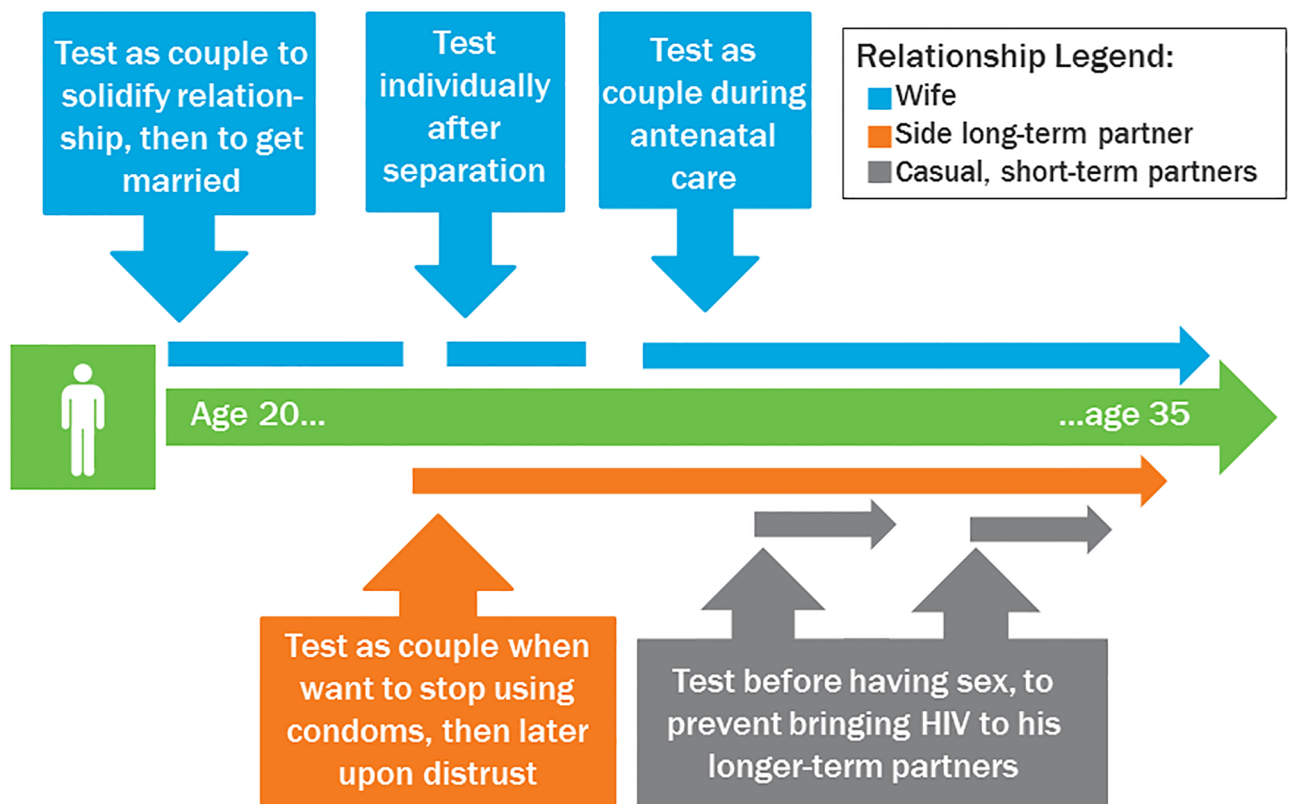 Test as couple to
solidify relation-
ship, then to get
married
Test
individually
after
separation
Test as
couple during
antenatal
care
Relationship Legend:
Wife
Side long-term partner
Casual, short-term partners
Age 20...
...age 35
Test as couple when
want to stop using
condoms, then later
upon distrust
Test before having sex, to
prevent bringing HIV to his
longer-term partners